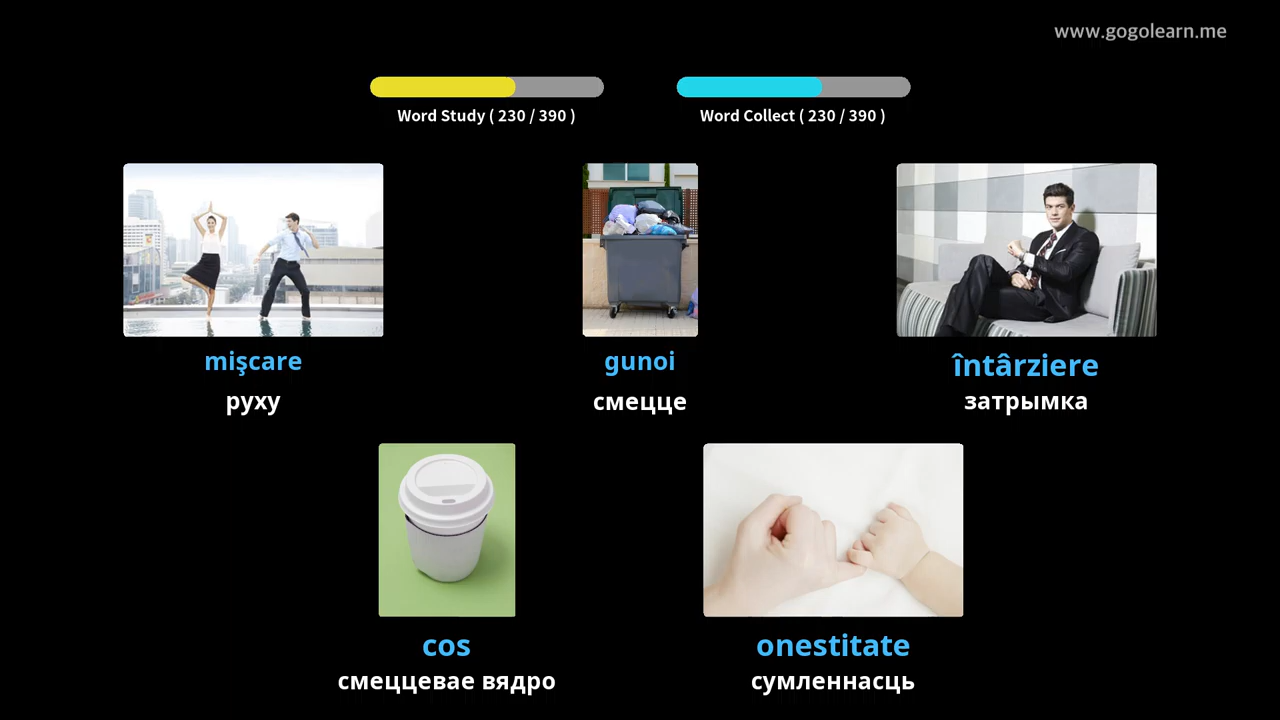 www.gogolearn.me
Word Study ( 230 / 390 )
Word Collect ( 230 / 390 )
mişcare
gunoi
întârziere
руху
смецце
затрымка
cos
onestitate
смеццевае вядро
сумленнасць